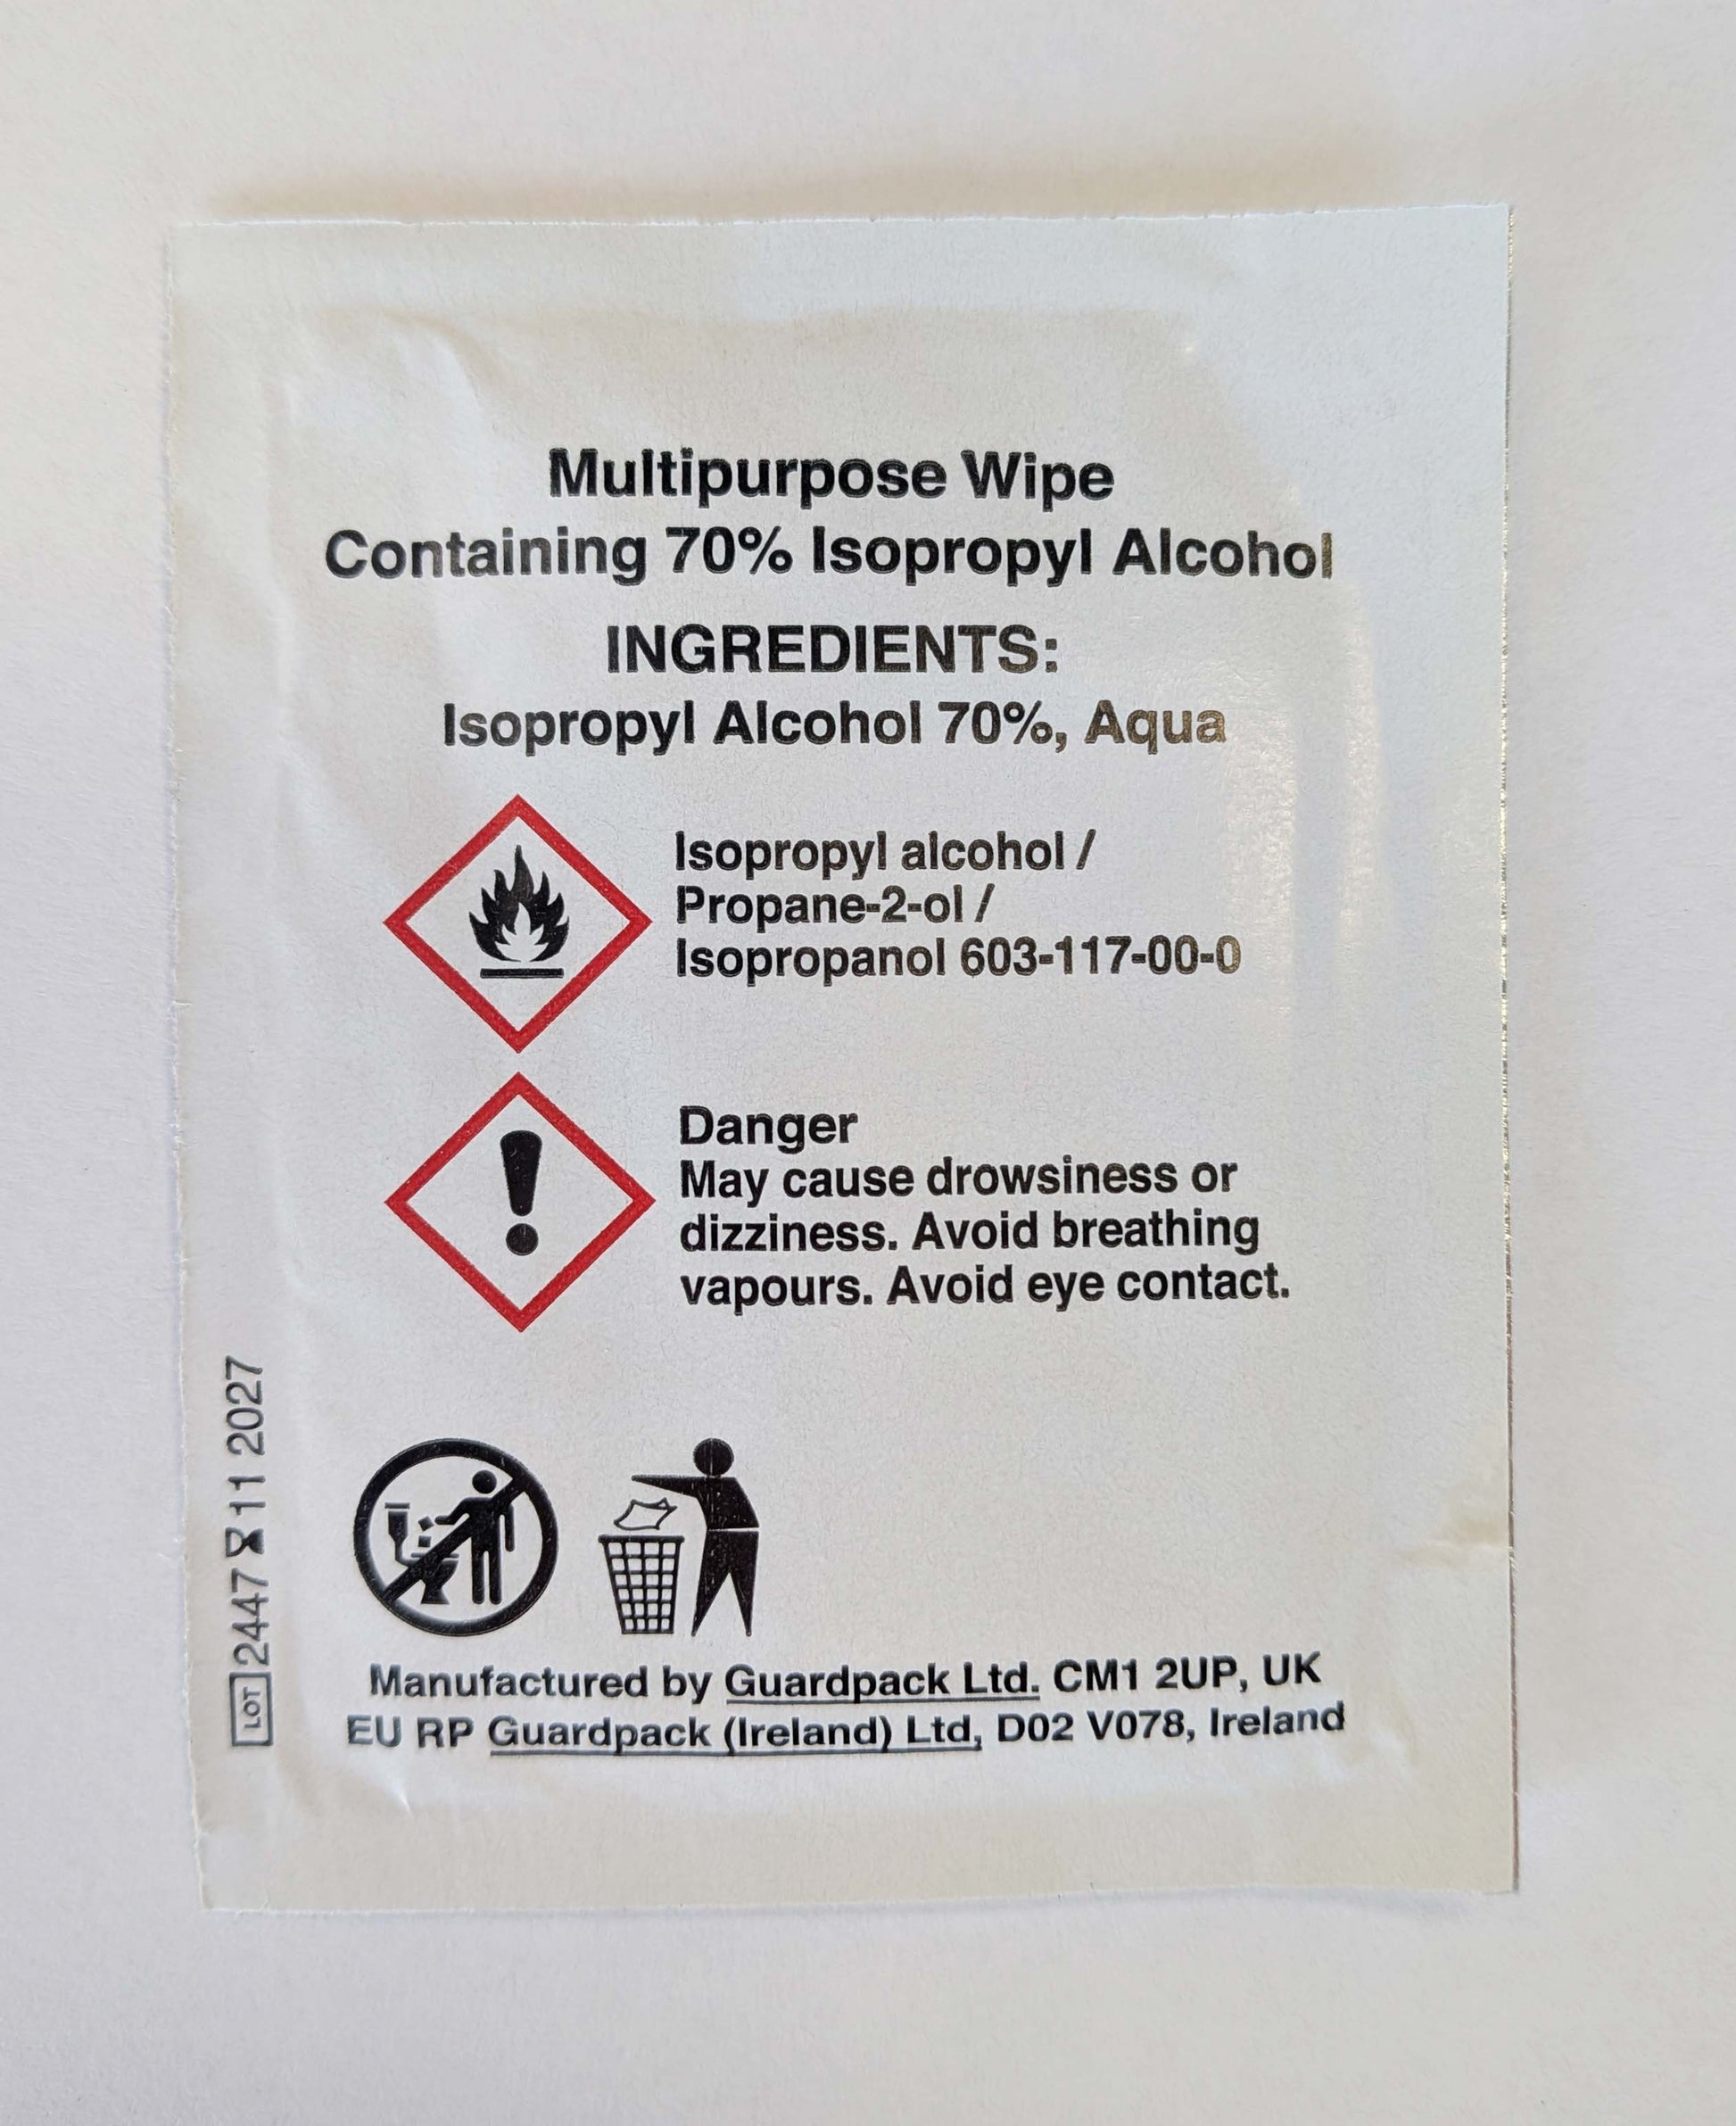 Multipurpose Wipe
Containing 70% Isopropyl Alcohol
INGREDIENTS:
Isopropyl Alcohol 70%, Aqua
Isopropyl alcohol /
Propane-2-ol /
Isopropanol 603-117-00-0
Danger
May cause drowsiness or
dizziness. Avoid breathing
vapours. Avoid eye contact.
LOT 2447 11 2027
Manufactured by Guardpack Ltd. CM1 2UP, UK
EU RP Guardpack (Ireland) Ltd, D02 V078, Ireland